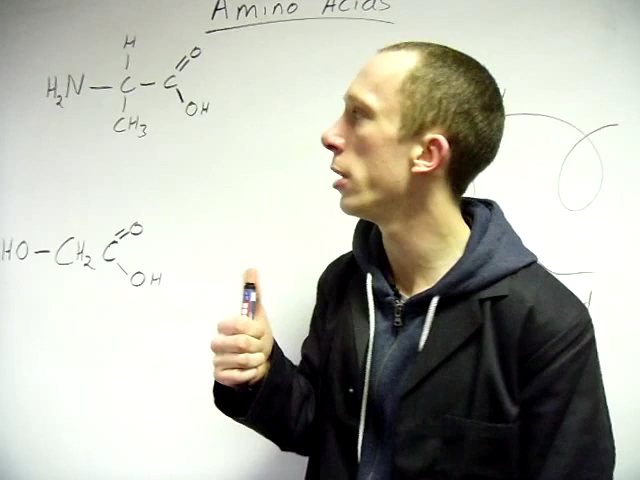 Amino Acids
H
H2N — C — C = O
CH3
OH
HO — CH2 C = O
OH